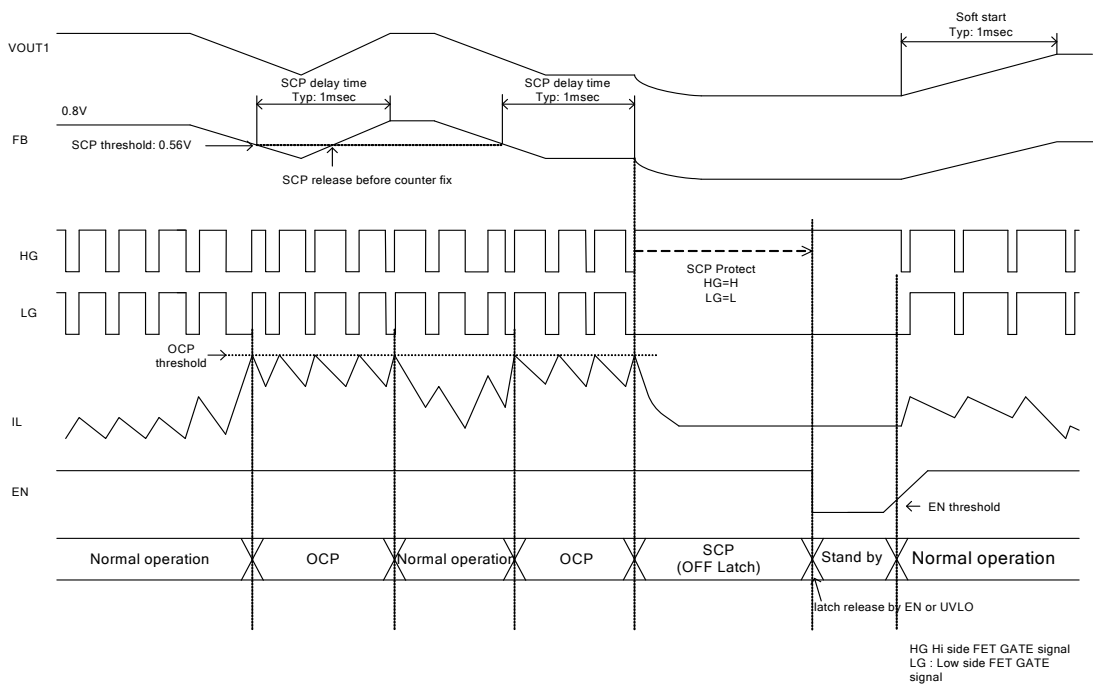 Soft start
Typ: 1msec
VOUT1
SCP delay time
Typ: 1msec
SCP delay time
Typ: 1msec
0.8V
FB
SCP threshold: 0.56V
SCP release before counter fix
HG
SCP Protect
HG=H
LG=L
LG
OCP
threshold
IL
EN
EN threshold
Normal operation
OCP
Normal operation
OCP
SCP
(OFF Latch)
Stand by
Normal operation
latch release by EN or UVLO
HG Hi side FET GATE signal
LG : Low side FET GATE
signal